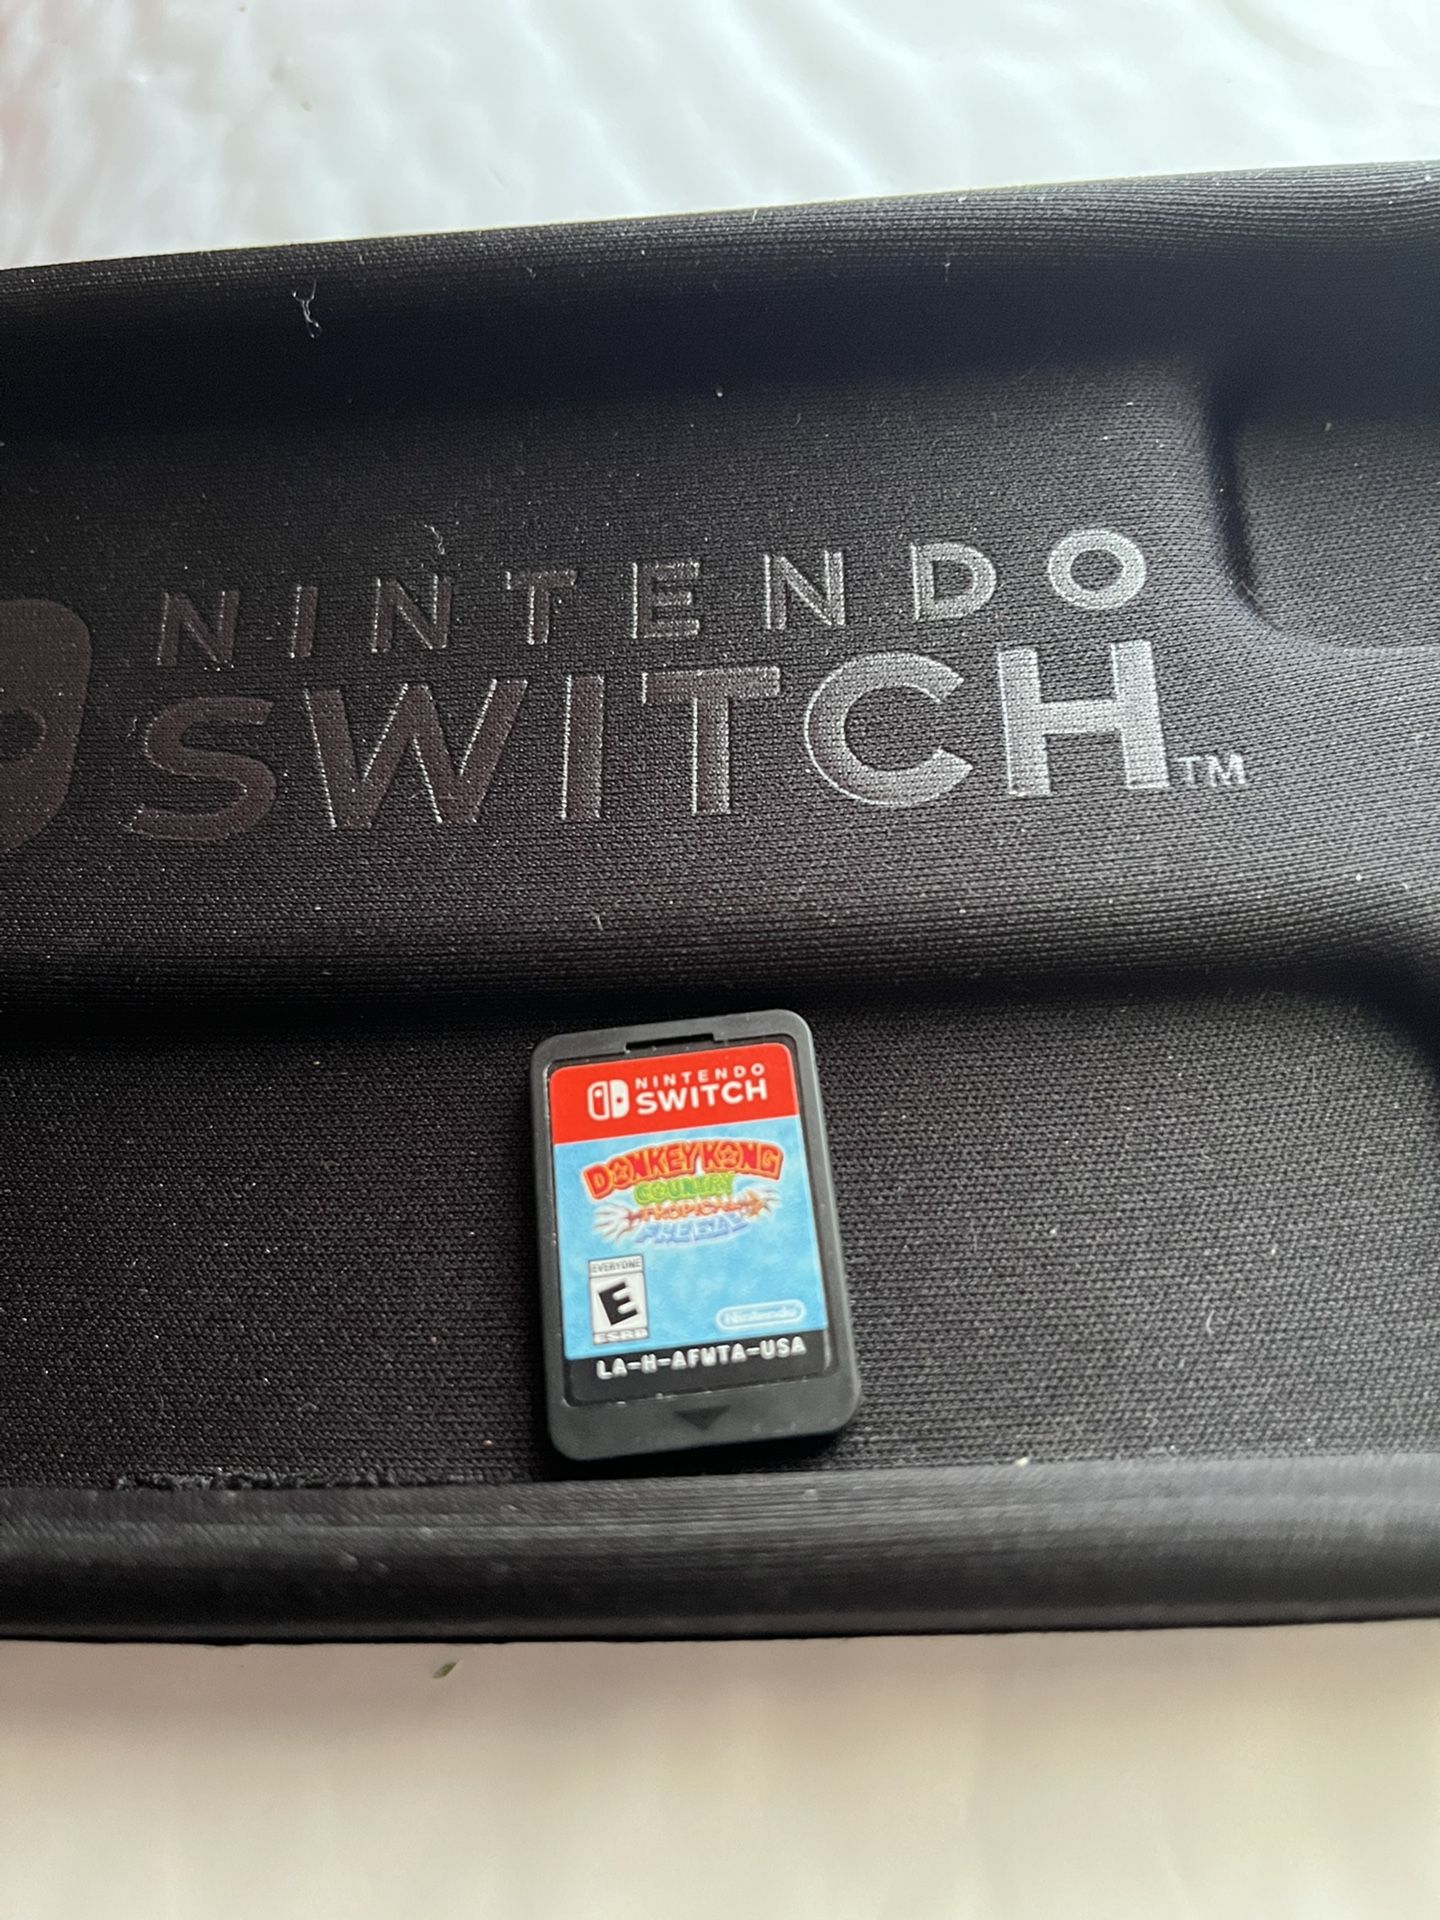 NINTENDO
SWITCH™
NINTENDO
SWITCH
DONKEY KONG
COUNTRY
TROPICAL
FREEZE
EVERYONE
E
ESRB
Nintendo
LA-H-AFWTA-USA